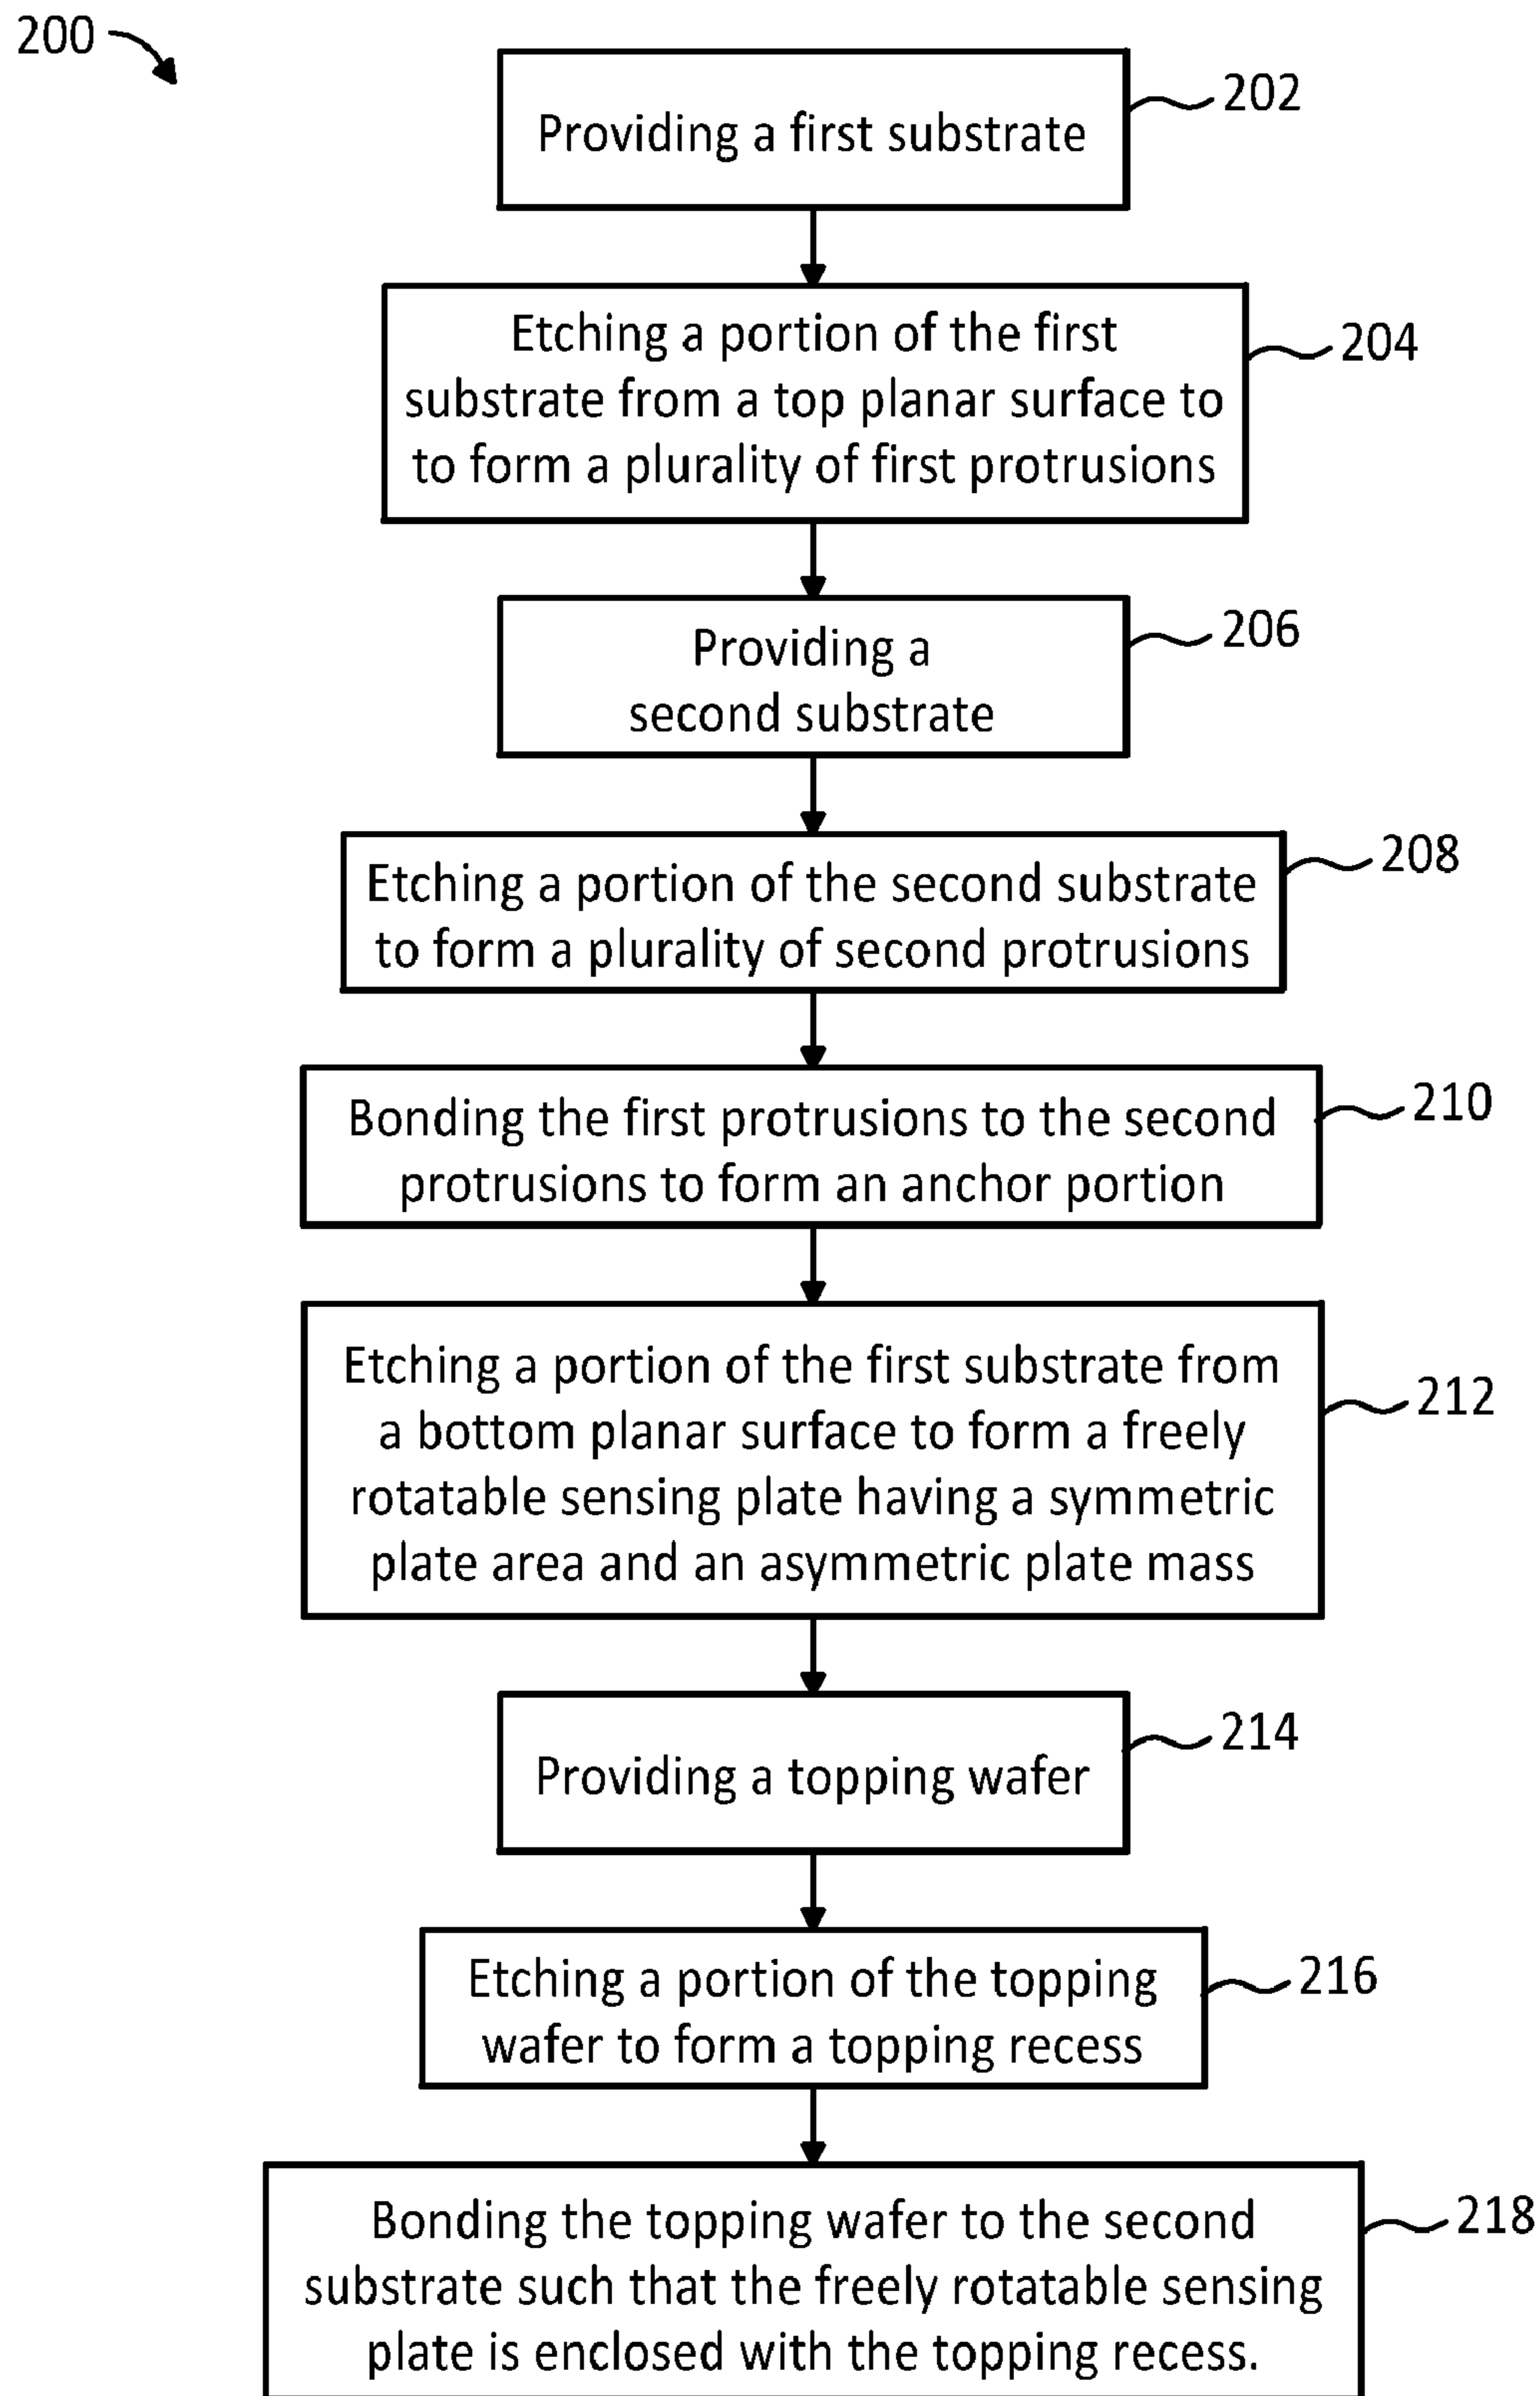 200
Providing a first substrate
202
Etching a portion of the first
substrate from a top planar surface to
to form a plurality of first protrusions
204
Providing a
second substrate
206
Etching a portion of the second substrate
to form a plurality of second protrusions
208
Bonding the first protrusions to the second
protrusions to form an anchor portion
210
Etching a portion of the first substrate from
a bottom planar surface to form a freely
rotatable sensing plate having a symmetric
plate area and an asymmetric plate mass
212
Providing a topping wafer
214
Etching a portion of the topping
wafer to form a topping recess
216
Bonding the topping wafer to the second
substrate such that the freely rotatable sensing
plate is enclosed with the topping recess.
218